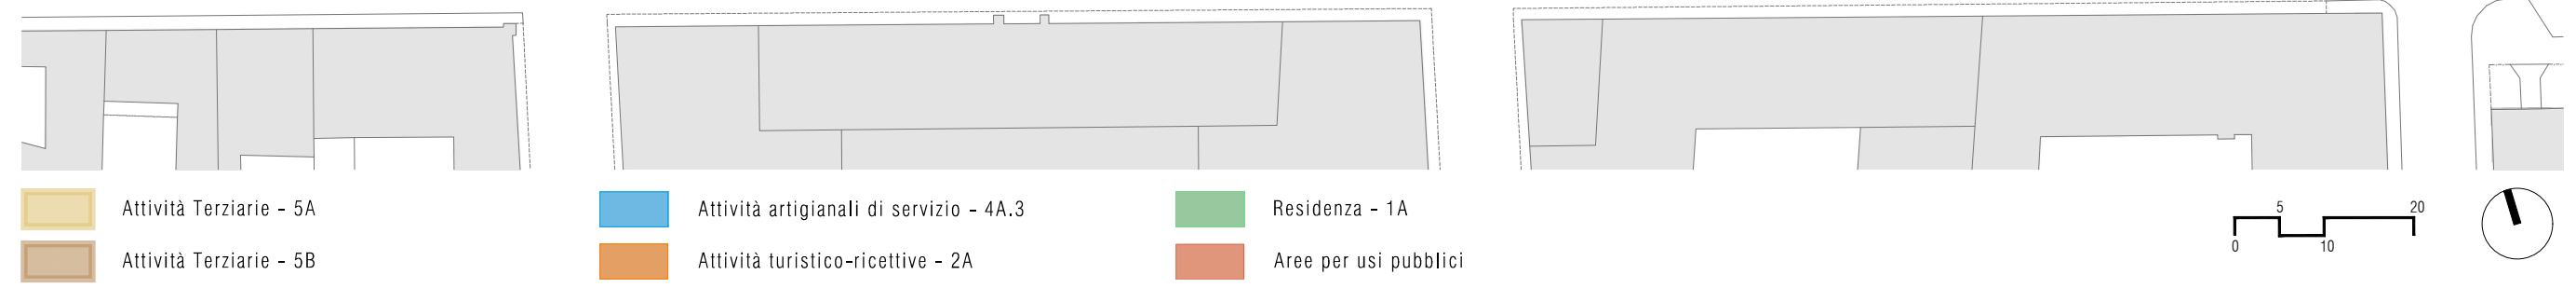 Attività Terziarie - 5A
Attività artigianali di servizio - 4A.3
Residenza - 1A
5 20
0 10
Attività Terziarie - 5B
Attività turistico-ricettive - 2A
Aree per usi pubblici